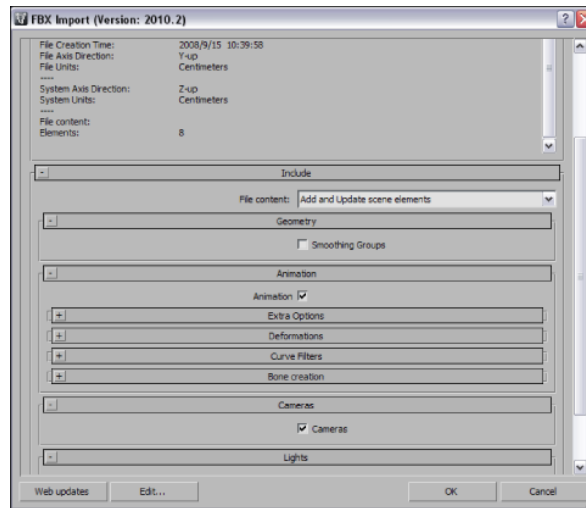 FBX Import (Version: 2010.2)
File Creation Time: 2008/9/15 10:39:58
File Axis Direction: Y-up
File Units: Centimeters
----
System Axis Direction: Z-up
System Units: Centimeters
----
File content:
Elements: 8
- Include
File content: Add and Update scene elements
- Geometry
Smoothing Groups
- Animation
Animation
+ Extra Options
+ Deformations
+ Curve Filters
+ Bone creation
- Cameras
Cameras
- Lights
Web updates Edit... OK Cancel